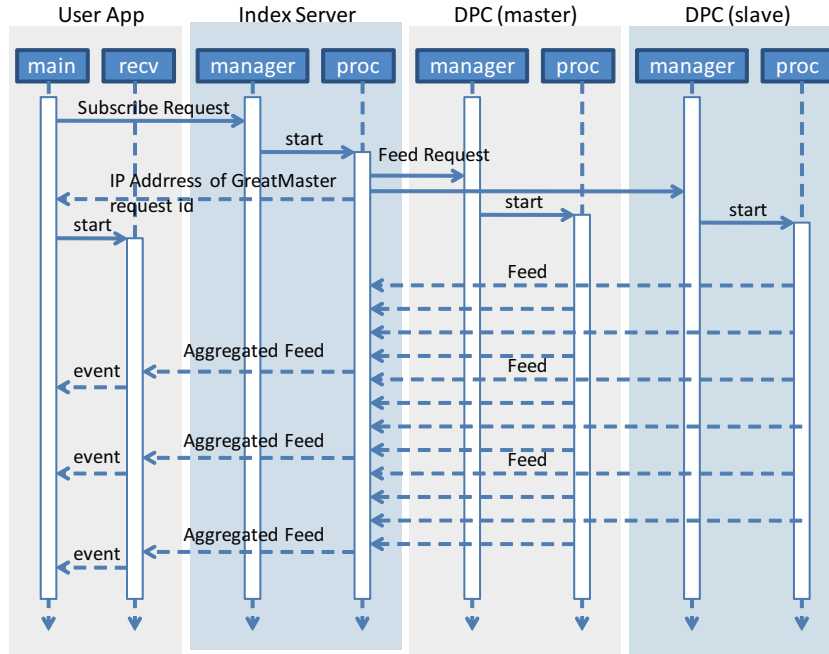 User App
Index Server
DPC (master)
DPC (slave)
main
recv
manager
proc
manager
proc
manager
proc
Subscribe Request
start
Feed Request
IP Addrress of GreatMaster
request id
start
start
start
Feed
Aggregated Feed
event
Feed
Aggregated Feed
event
Feed
Aggregated Feed
event